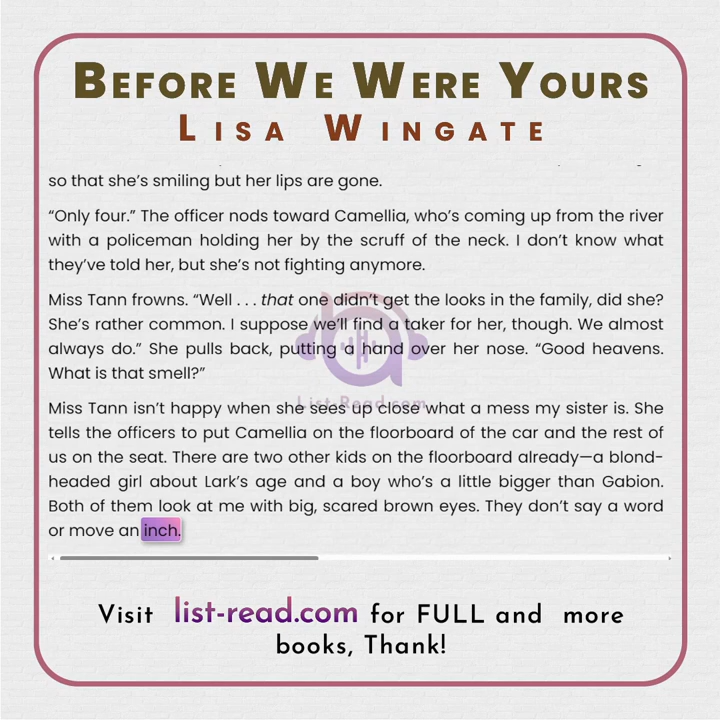 Before We Were Yours
Lisa Wingate
so that she’s smiling but her lips are gone.
“Only four.” The officer nods toward Camellia, who’s coming up from the river
with a policeman holding her by the scruff of the neck. I don’t know what
they’ve told her, but she’s not fighting anymore.
Miss Tann frowns. “Well . . . that one didn’t get the looks in the family, did she?
She’s rather common. I suppose we’ll find a taker for her, though. We almost
always do.” She pulls back, putting a hand over her nose. “Good heavens.
What is that smell?”
List-Read.com
Miss Tann isn’t happy when she sees up close what a mess my sister is. She
tells the officers to put Camellia on the floorboard of the car and the rest of
us on the seat. There are two other kids on the floorboard already—a blond-
headed girl about Lark’s age and a boy who’s a little bigger than Gabion.
Both of them look at me with big, scared brown eyes. They don’t say a word
or move an inch.
Visit list-read.com for FULL and more
books, Thank!